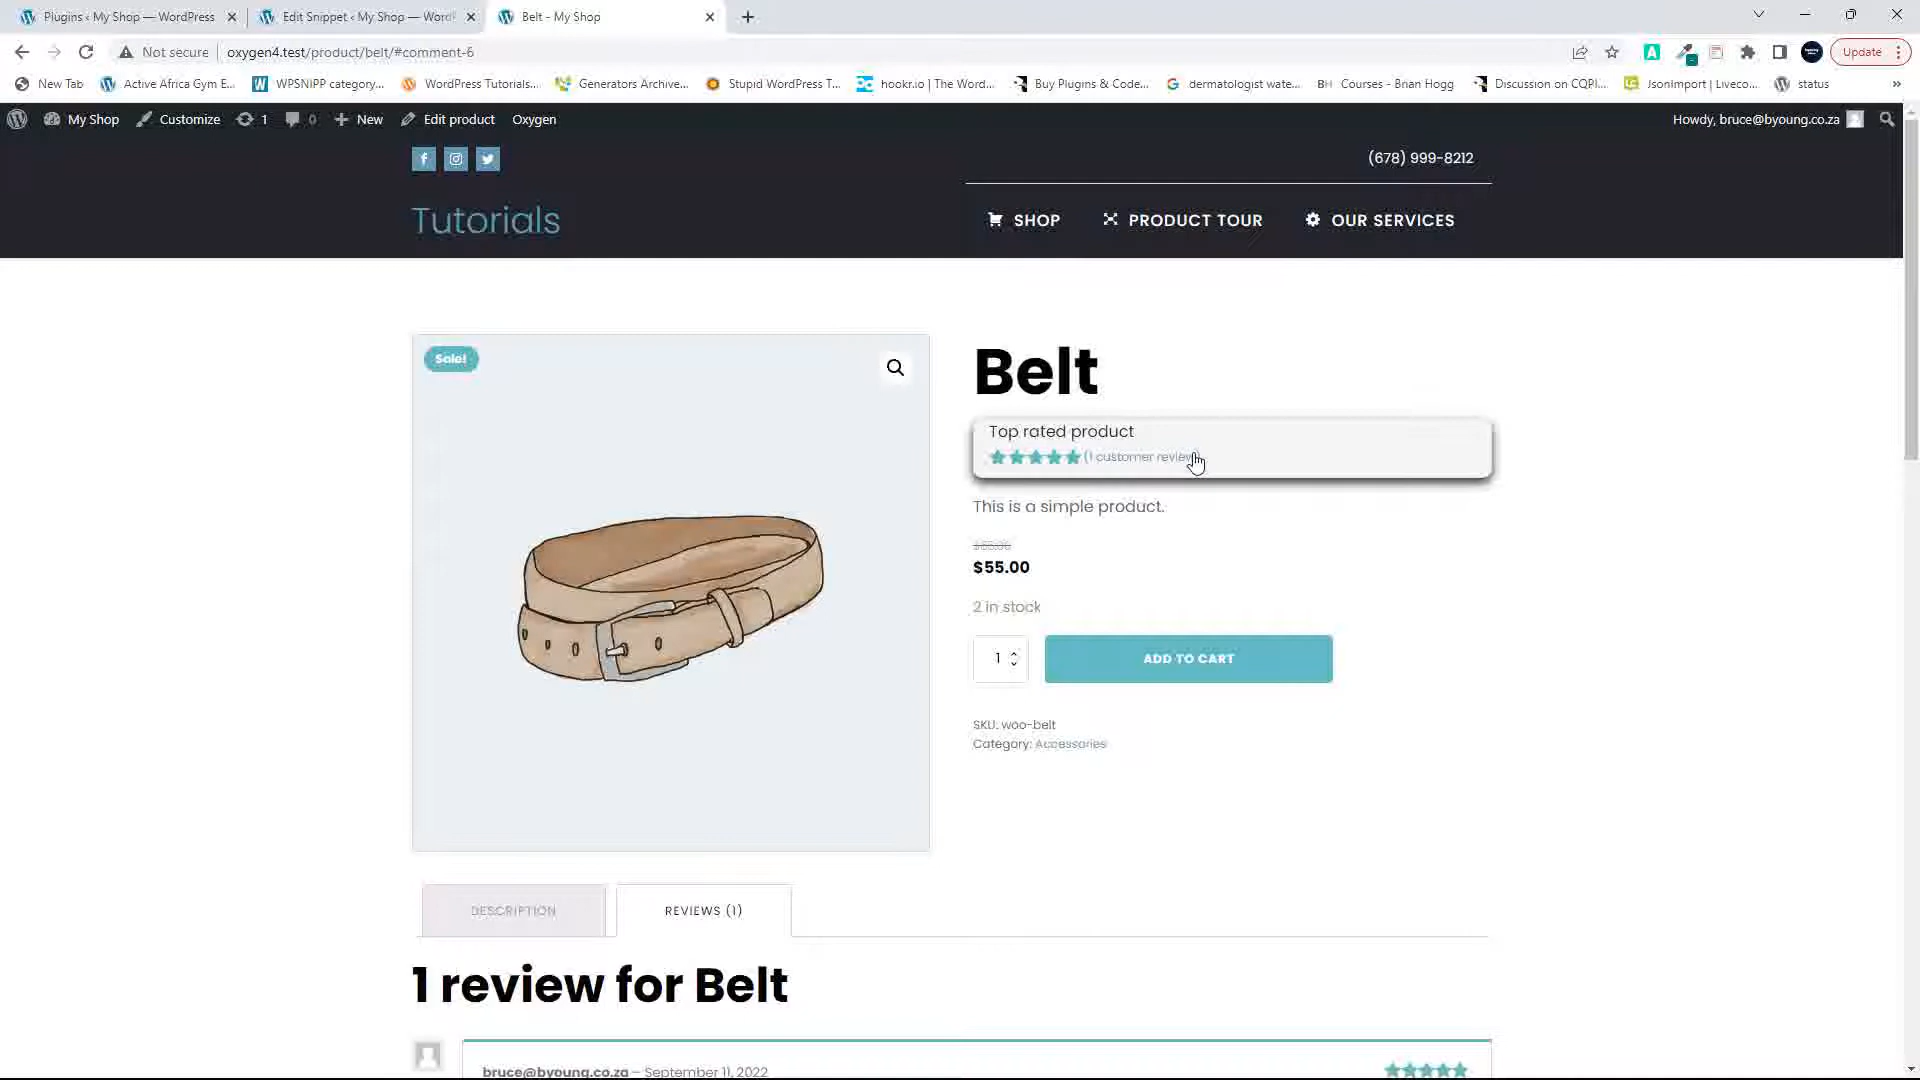 Plugins ‹ My Shop — WordPress
Edit Snippet ‹ My Shop — WordP
Belt - My Shop
Not secure
oxygen4.test/product/belt/#comment-6
Update
New Tab
Active Africa Gym E...
WPSNIPP category...
WordPress Tutorials...
Generators Archive...
Stupid WordPress T...
hookr.io | The Word...
Buy Plugins & Code...
dermatologist wate...
BH Courses - Brian Hogg
Discussion on CQPI...
LC JsonImport | Liveco...
status
»
My Shop
Customize
1
0
New
Edit product
Oxygen
Howdy, bruce@byoung.co.za
(678) 999-8212
Tutorials
SHOP
PRODUCT TOUR
OUR SERVICES
Sale!
Belt
Top rated product
(1 customer review)
This is a simple product.
$55.00
2 in stock
1
ADD TO CART
SKU: woo-belt
Category: Accessories
DESCRIPTION
REVIEWS (1)
1 review for Belt
bruce@byoung.co.za – September 11, 2022